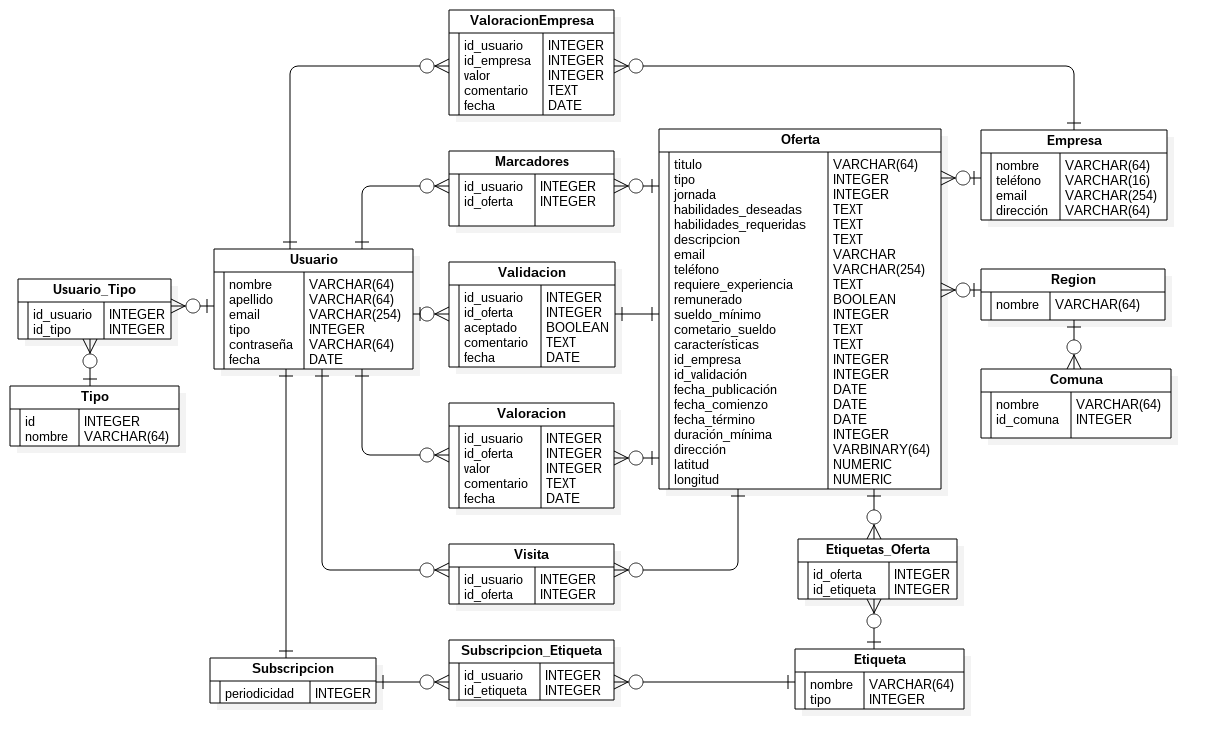 ValoracionEmpresa
id_usuario INTEGER
id_empresa INTEGER
valor INTEGER
comentario TEXT
fecha DATE
Marcadores
id_usuario INTEGER
id_oferta INTEGER
Oferta
titulo VARCHAR(64)
tipo INTEGER
jornada INTEGER
habilidades_deseadas TEXT
habilidades_requeridas TEXT
descripcion TEXT
email VARCHAR
teléfono VARCHAR(254)
requiere_experiencia TEXT
remunerado BOOLEAN
sueldo_mínimo INTEGER
cometario_sueldo TEXT
características TEXT
id_empresa INTEGER
id_validación INTEGER
fecha_publicación DATE
fecha_comienzo DATE
fecha_término DATE
duración_mínima INTEGER
dirección VARBINARY(64)
latitud NUMERIC
longitud NUMERIC
Empresa
nombre VARCHAR(64)
teléfono VARCHAR(16)
email VARCHAR(254)
dirección VARCHAR(64)
Usuario
nombre VARCHAR(64)
apellido VARCHAR(64)
email VARCHAR(254)
tipo INTEGER
contraseña VARCHAR(64)
fecha DATE
Validacion
id_usuario INTEGER
id_oferta INTEGER
aceptado BOOLEAN
comentario TEXT
fecha DATE
Region
nombre VARCHAR(64)
Usuario_Tipo
id_usuario INTEGER
id_tipo INTEGER
Comuna
nombre VARCHAR(64)
id_comuna INTEGER
Tipo
id INTEGER
nombre VARCHAR(64)
Valoracion
id_usuario INTEGER
id_oferta INTEGER
valor INTEGER
comentario TEXT
fecha DATE
Visita
id_usuario INTEGER
id_oferta INTEGER
Etiquetas_Oferta
id_oferta INTEGER
id_etiqueta INTEGER
Subscripcion
periodicidad INTEGER
Subscripcion_Etiqueta
id_usuario INTEGER
id_etiqueta INTEGER
Etiqueta
nombre VARCHAR(64)
tipo INTEGER